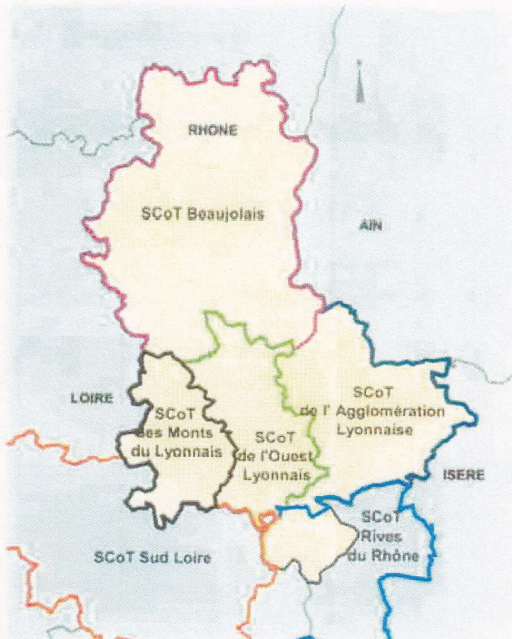 RHONE
SCoT Beaujolais
AIN
LOIRE
SCoT
des Monts
du Lyonnais
SCoT
de l'Ouest
Lyonnais
SCoT
de l' Agglomération
Lyonnaise
ISERE
SCoT Sud Loire
SCoT
Rives
du Rhône